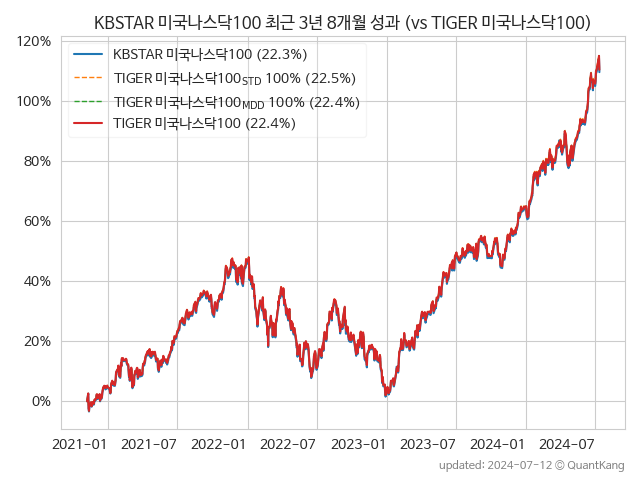 KBSTAR 미국나스닥100 최근 3년 8개월 성과 (vs TIGER 미국나스닥100)
120%
100%
80%
60%
40%
20%
0%
KBSTAR 미국나스닥100 (22.3%)
TIGER 미국나스닥100STD 100% (22.5%)
TIGER 미국나스닥100MDD 100% (22.4%)
TIGER 미국나스닥100 (22.4%)
2021-01 2021-07 2022-01 2022-07 2023-01 2023-07 2024-01 2024-07
updated: 2024-07-12 © QuantKang